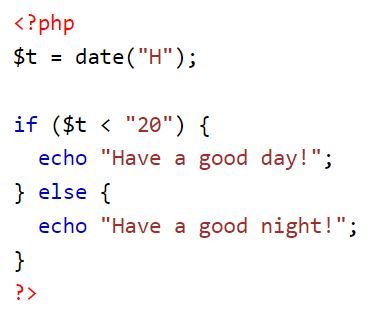 <?php
$t = date("H");

if ($t < "20") {
  echo "Have a good day!";
} else {
  echo "Have a good night!";
}
?>